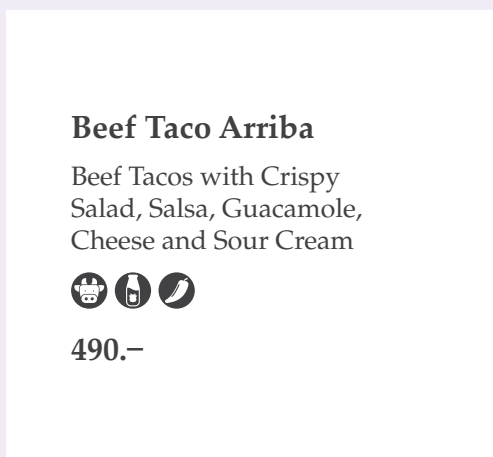 Beef Taco Arriba
Beef Tacos with Crispy
Salad, Salsa, Guacamole,
Cheese and Sour Cream
490.–